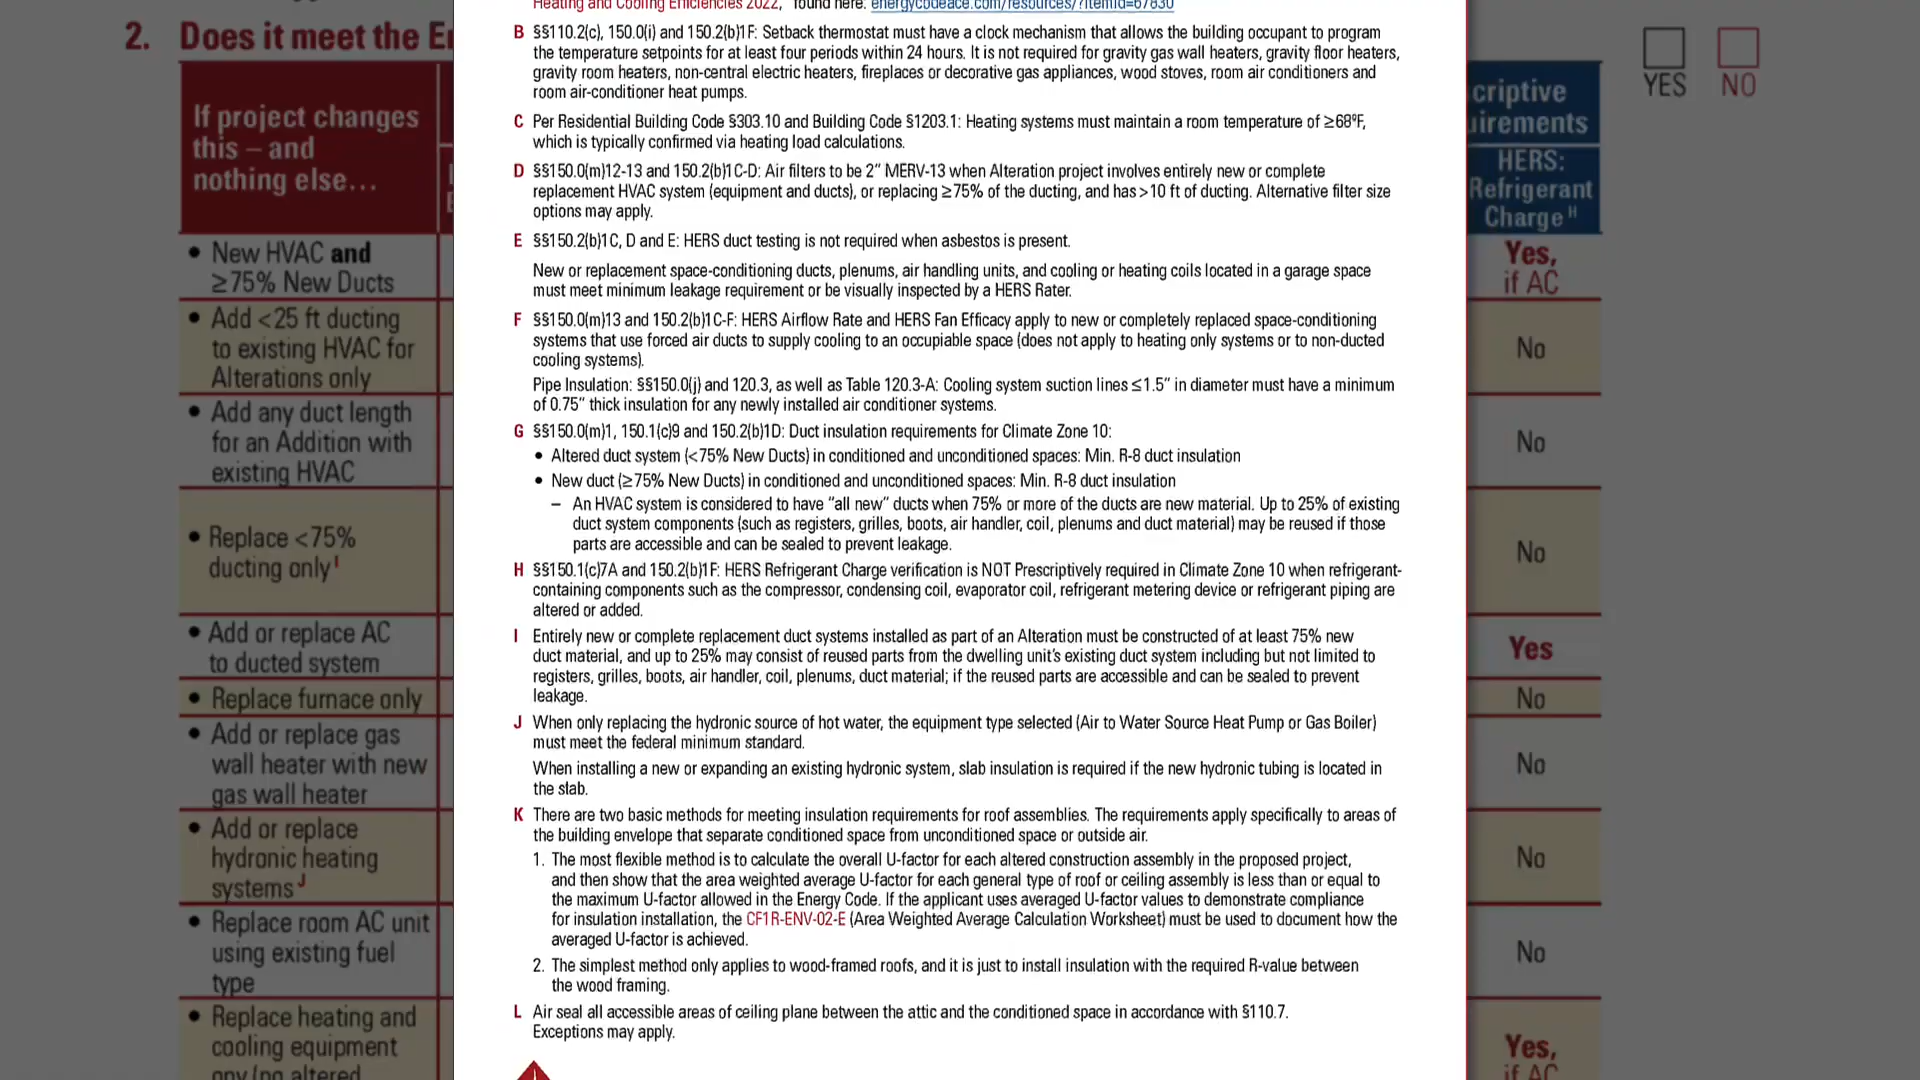 2. Does it meet the E
If project changes
this – and
nothing else…
• New HVAC and
≥75% New Ducts
• Add <25 ft ducting
to existing HVAC for
Alterations only
• Add any duct length
for an Addition with
existing HVAC
• Replace <75%
ducting only I
• Add or replace AC
to ducted system
• Replace furnace only
• Add or replace gas
wall heater with new
gas wall heater
• Add or replace
hydronic heating
systems J
• Replace room AC unit
using existing fuel
type
• Replace heating and
cooling equipment
Heating and Cooling Efficiencies 2022, found here: energycodeace.com/resources/?itemId=67830
B §§110.2(c), 150.0(i) and 150.2(b)1F: Setback thermostat must have a clock mechanism that allows the building occupant to program
the temperature setpoints for at least four periods within 24 hours. It is not required for gravity gas wall heaters, gravity floor heaters,
gravity room heaters, non-central electric heaters, fireplaces or decorative gas appliances, wood stoves, room air conditioners and
room air-conditioner heat pumps.
C Per Residential Building Code §303.10 and Building Code §1203.1: Heating systems must maintain a room temperature of ≥68ºF,
which is typically confirmed via heating load calculations.
D §§150.0(m)12-13 and 150.2(b)1C-D: Air filters to be 2” MERV-13 when Alteration project involves entirely new or complete
replacement HVAC system (equipment and ducts), or replacing ≥75% of the ducting, and has >10 ft of ducting. Alternative filter size
options may apply.
E §§150.2(b)1C, D and E: HERS duct testing is not required when asbestos is present.
New or replacement space-conditioning ducts, plenums, air handling units, and cooling or heating coils located in a garage space
must meet minimum leakage requirement or be visually inspected by a HERS Rater.
F §§150.0(m)13 and 150.2(b)1C-F: HERS Airflow Rate and HERS Fan Efficacy apply to new or completely replaced space-conditioning
systems that use forced air ducts to supply cooling to an occupiable space (does not apply to heating only systems or to non-ducted
cooling systems).
Pipe Insulation: §§150.0(j) and 120.3, as well as Table 120.3-A: Cooling system suction lines ≤1.5” in diameter must have a minimum
of 0.75” thick insulation for any newly installed air conditioner systems.
G §§150.0(m)1, 150.1(c)9 and 150.2(b)1D: Duct insulation requirements for Climate Zone 10:
• Altered duct system (<75% New Ducts) in conditioned and unconditioned spaces: Min. R-8 duct insulation
• New duct (≥75% New Ducts) in conditioned and unconditioned spaces: Min. R-8 duct insulation
– An HVAC system is considered to have “all new” ducts when 75% or more of the ducts are new material. Up to 25% of existing
duct system components (such as registers, grilles, boots, air handler, coil, plenums and duct material) may be reused if those
parts are accessible and can be sealed to prevent leakage.
H §§150.1(c)7A and 150.2(b)1F: HERS Refrigerant Charge verification is NOT Prescriptively required in Climate Zone 10 when refrigerant-
containing components such as the compressor, condensing coil, evaporator coil, refrigerant metering device or refrigerant piping are
altered or added.
I Entirely new or complete replacement duct systems installed as part of an Alteration must be constructed of at least 75% new
duct material, and up to 25% may consist of reused parts from the dwelling unit’s existing duct system including but not limited to
registers, grilles, boots, air handler, coil, plenums, duct material; if the reused parts are accessible and can be sealed to prevent
leakage.
J When only replacing the hydronic source of hot water, the equipment type selected (Air to Water Source Heat Pump or Gas Boiler)
must meet the federal minimum standard.
When installing a new or expanding an existing hydronic system, slab insulation is required if the new hydronic tubing is located in
the slab.
K There are two basic methods for meeting insulation requirements for roof assemblies. The requirements apply specifically to areas of
the building envelope that separate conditioned space from unconditioned space or outside air.
1. The most flexible method is to calculate the overall U-factor for each altered construction assembly in the proposed project,
and then show that the area weighted average U-factor for each general type of roof or ceiling assembly is less than or equal to
the maximum U-factor allowed in the Energy Code. If the applicant uses averaged U-factor values to demonstrate compliance
for insulation installation, the CF1R-ENV-02-E (Area Weighted Average Calculation Worksheet) must be used to document how the
averaged U-factor is achieved.
2. The simplest method only applies to wood-framed roofs, and it is just to install insulation with the required R-value between
the wood framing.
L Air seal all accessible areas of ceiling plane between the attic and the conditioned space in accordance with §110.7.
Exceptions may apply.
YES NO
criptive
uirements
HERS:
Refrigerant
Charge H
Yes,
if AC
No
No
No
Yes
No
No
No
No
Yes,
if AC